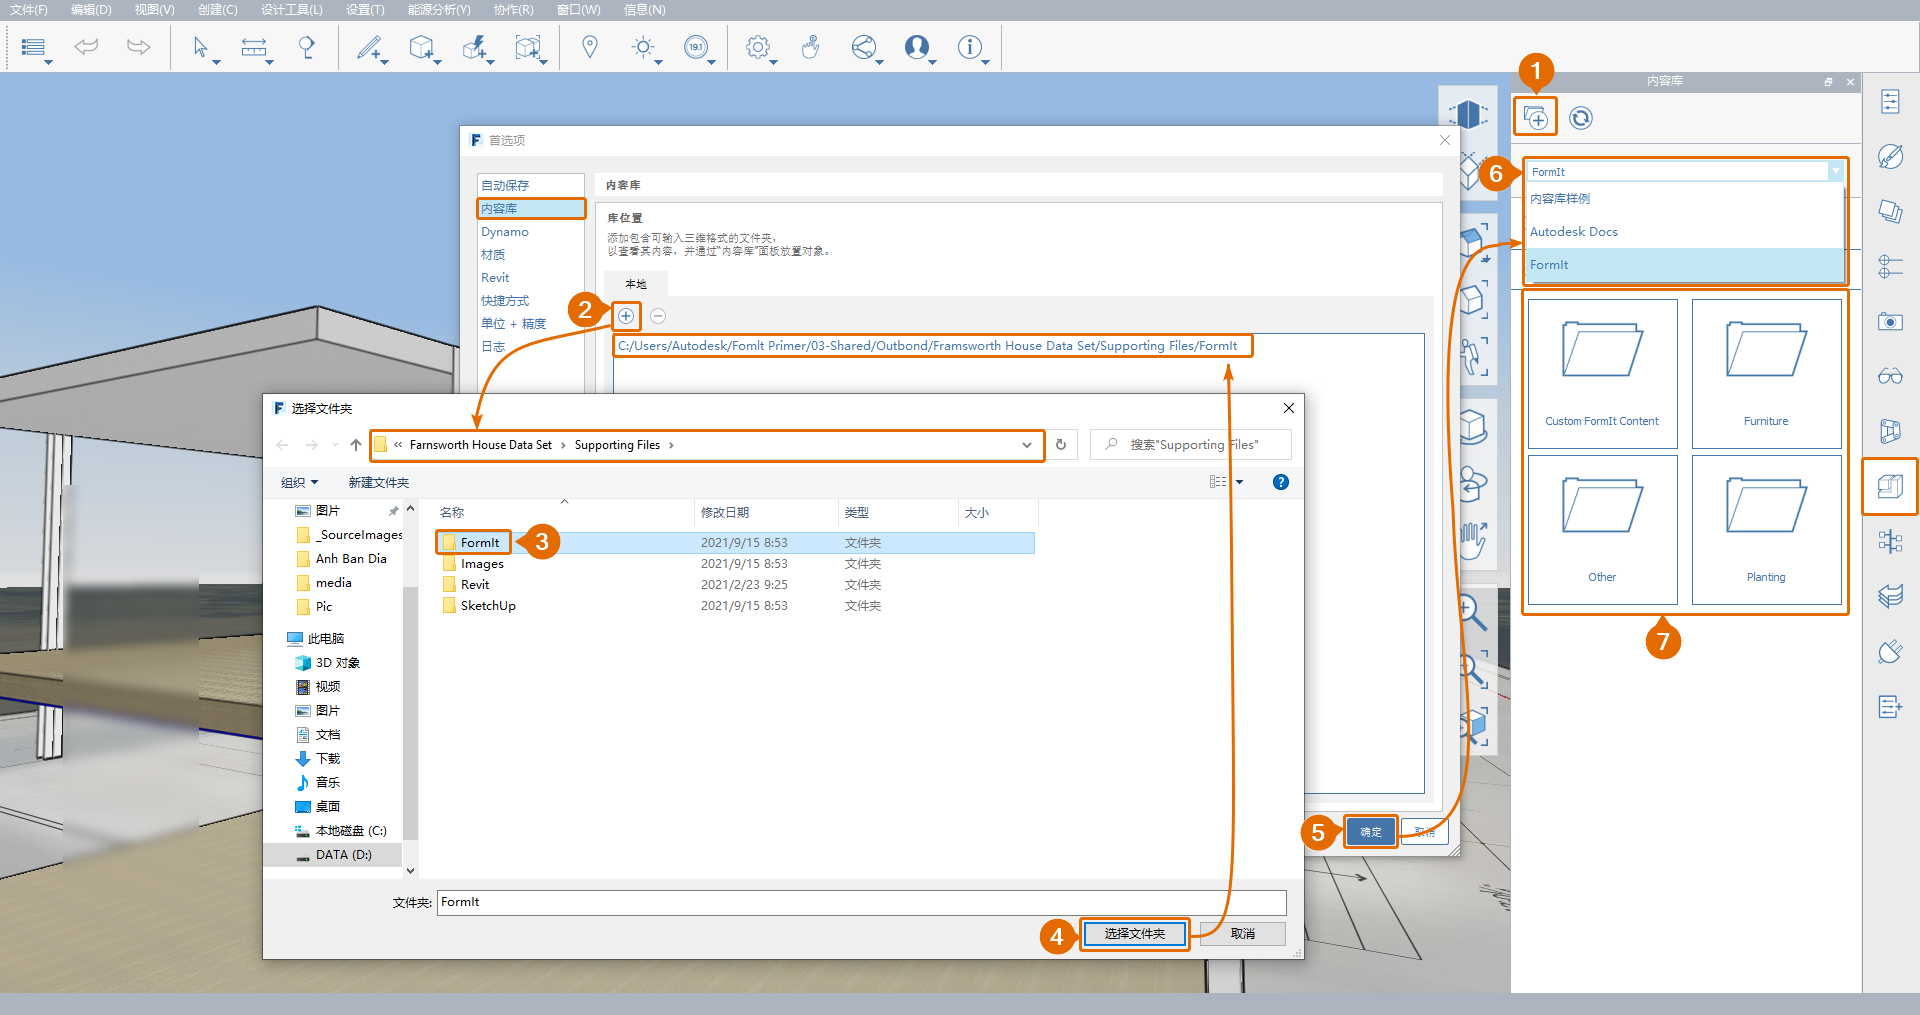 文件(F) 编辑(D) 视图(V) 创建(C) 设计工具(L) 设置(T) 能源分析(Y) 协作(R) 窗口(W) 信息(N)
19.1
1
内容库
首选项
自动保存
内容库
Dynamo
材质
Revit
快捷方式
单位 + 精度
日志
内容库
库位置
添加包含可输入三维格式的文件夹,
以查看其内容，并通过“内容库”面板放置对象。
本地
2
C:/Users/Autodesk/FomIt Primer/03-Shared/Outbond/Framsworth House Data Set/Supporting Files/FormIt
6
FormIt
内容库样例
Autodesk Docs
FormIt
Custom FormIt Content
Furniture
Other
Planting
7
选择文件夹
« Farnsworth House Data Set › Supporting Files ›
搜索"Supporting Files"
组织
新建文件夹
?
图片
_SourceImages
Anh Ban Dia
media
Pic
此电脑
3D 对象
视频
图片
文档
下载
音乐
桌面
本地磁盘 (C:)
DATA (D:)
名称 修改日期 类型 大小
FormIt 2021/9/15 8:53 文件夹
3
Images 2021/9/15 8:53 文件夹
Revit 2021/2/23 9:25 文件夹
SketchUp 2021/9/15 8:53 文件夹
文件夹: FormIt
4
选择文件夹
取消
5
确定
取消